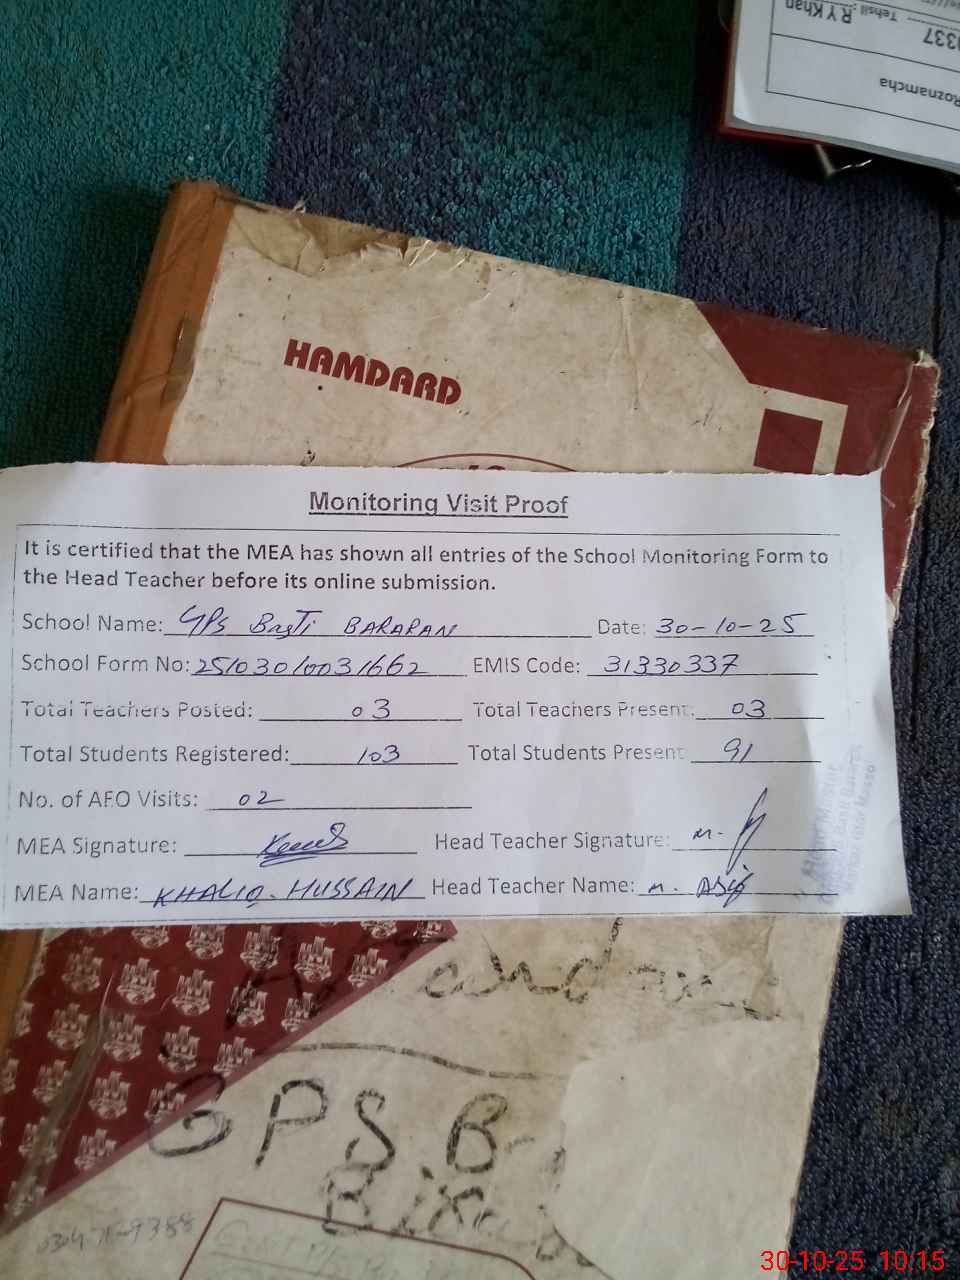 Tehsil: R Y Khan
337
Roznamcha
HAMDARD
Monitoring Visit Proof
It is certified that the MEA has shown all entries of the School Monitoring Form to
the Head Teacher before its online submission.
School Name: GPS Basti BARARAN Date: 30-10-25
School Form No: 25103010031662 EMIS Code: 31330337
Total Teachers Posted: 03 Total Teachers Present: 03
Total Students Registered: 103 Total Students Present: 91
No. of AEO Visits: 02
MEA Signature: Head Teacher Signature: M.
MEA Name: KHALIQ. HUSSAIN Head Teacher Name: M. Asif
GPS. B
30-10-25 10:15